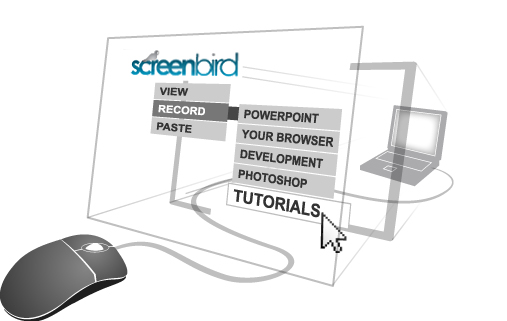 screenbird
VIEW
RECORD
PASTE
POWERPOINT
YOUR BROWSER
DEVELOPMENT
PHOTOSHOP
TUTORIALS